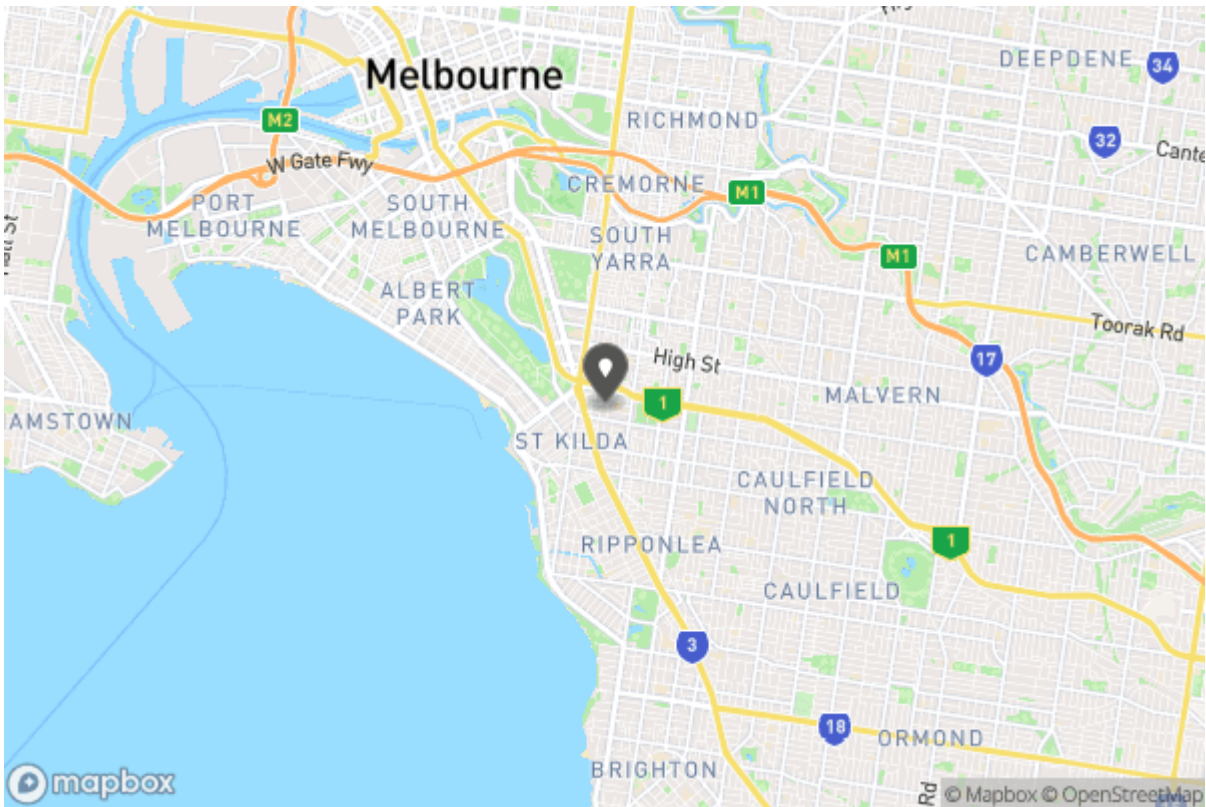 DEEPDENE
34
Melbourne
M2
RICHMOND
32
W Gate Fwy
CREMORNE
M1
PORT
MELBOURNE
SOUTH
MELBOURNE
SOUTH
YARRA
M1
CAMBERWELL
ALBERT
PARK
Toorak Rd
High St
17
MALVERN
1
AMSTOWN
ST KILDA
CAULFIELD
NORTH
RIPPONLEA
1
CAULFIELD
3
18
ORMOND
BRIGHTON
Rd
mapbox
© Mapbox © OpenStreetMap